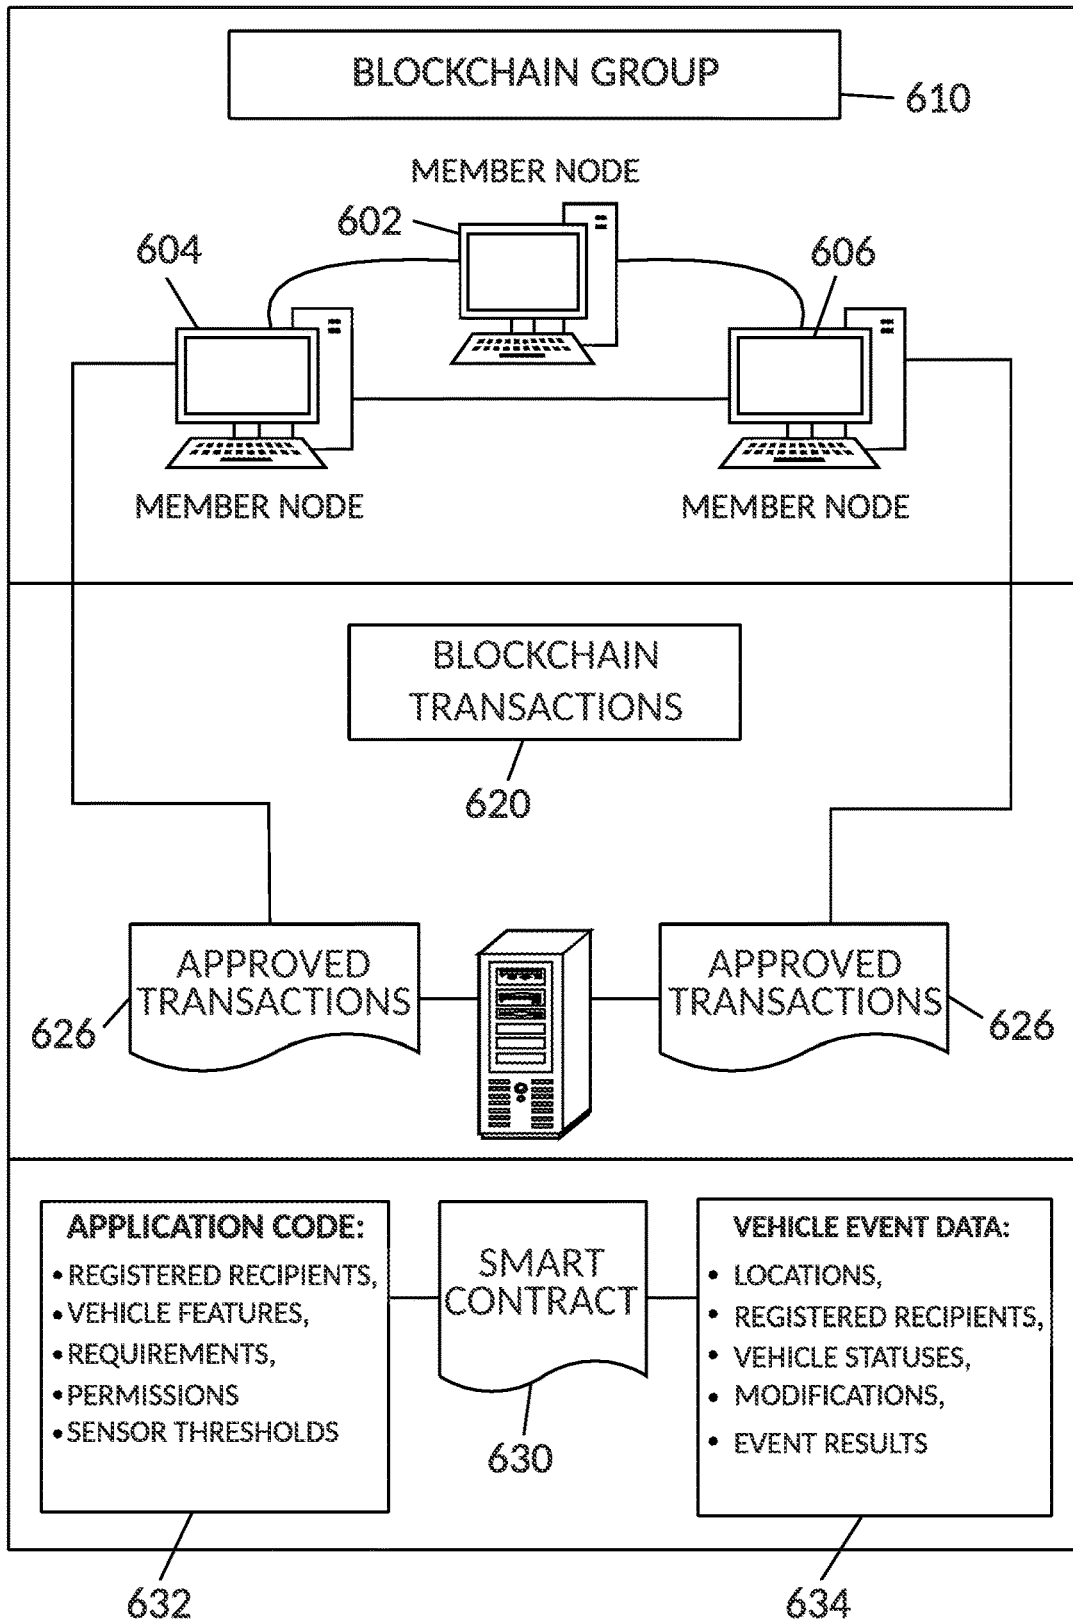 BLOCKCHAIN GROUP
610
MEMBER NODE
602
604
606
MEMBER NODE
MEMBER NODE
BLOCKCHAIN
TRANSACTIONS
620
APPROVED
TRANSACTIONS
626
APPROVED
TRANSACTIONS
626
APPLICATION CODE:
• REGISTERED RECIPIENTS,
• VEHICLE FEATURES,
• REQUIREMENTS,
• PERMISSIONS
• SENSOR THRESHOLDS
632
SMART
CONTRACT
630
VEHICLE EVENT DATA:
• LOCATIONS,
• REGISTERED RECIPIENTS,
• VEHICLE STATUSES,
• MODIFICATIONS,
• EVENT RESULTS
634